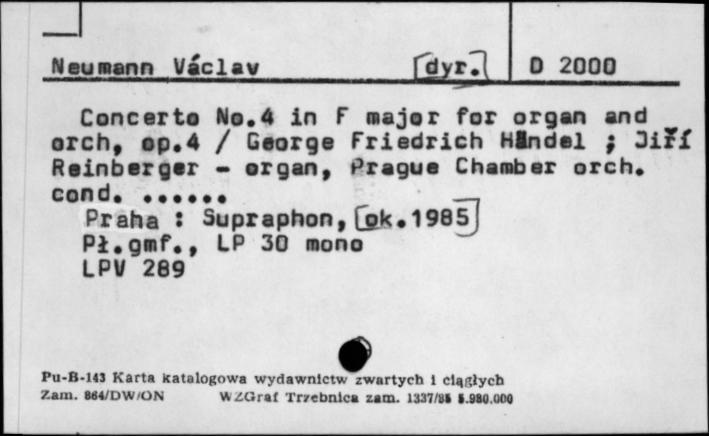 Neumann Václav [dyr.] D 2000
Concerto No.4 in F major for organ and
orch, op.4 / George Friedrich Händel ; Jiří
Reinberger - organ, Prague Chamber orch.
cond. ......
Praha : Supraphon, [ok.1985]
Pł.gmf., LP 30 mono
LPV 289
Pu-B-143 Karta katalogowa wydawnictw zwartych i ciągłych
Zam. 864/DW/ON WZGraf Trzebnica zam. 1337/85 5.980.000